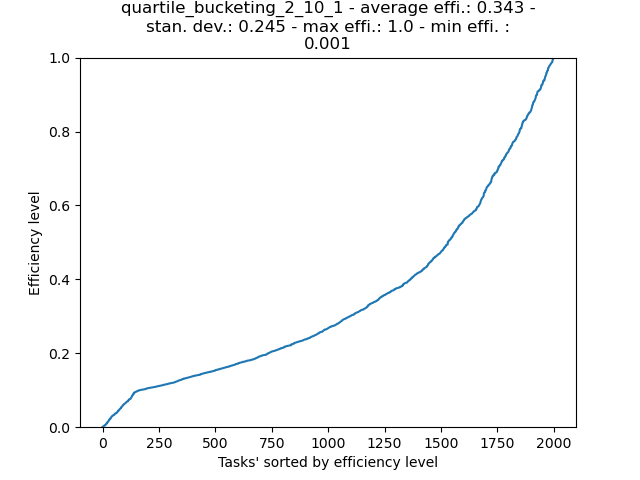 quartile_bucketing_2_10_1 - average effi.: 0.343 -
stan. dev.: 0.245 - max effi.: 1.0 - min effi. :
0.001
1.0
0.8
0.6
0.4
0.2
0.0
Efficiency level
0 250 500 750 1000 1250 1500 1750 2000
Tasks' sorted by efficiency level